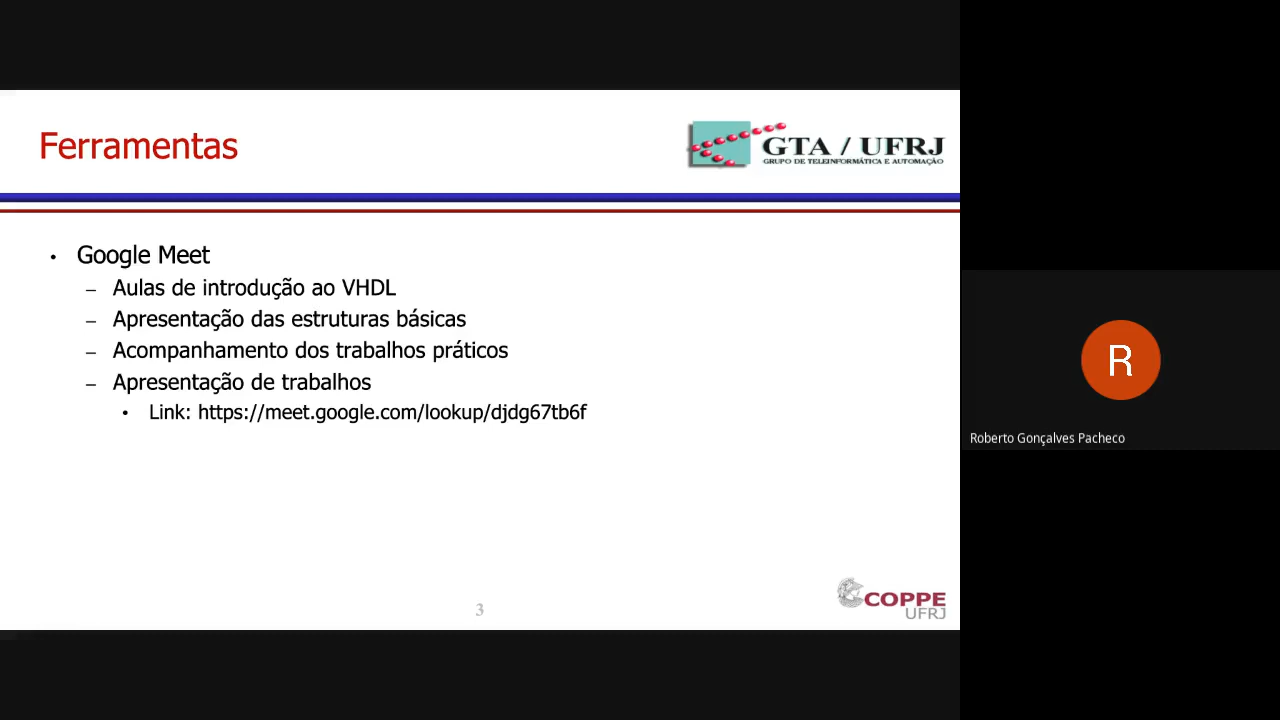 Ferramentas
GTA / UFRJ
GRUPO DE TELEINFORMÁTICA E AUTOMAÇÃO
• Google Meet
– Aulas de introdução ao VHDL
– Apresentação das estruturas básicas
– Acompanhamento dos trabalhos práticos
– Apresentação de trabalhos
• Link: https://meet.google.com/lookup/djdg67tb6f
R
Roberto Gonçalves Pacheco
3
COPPE
UFRJ